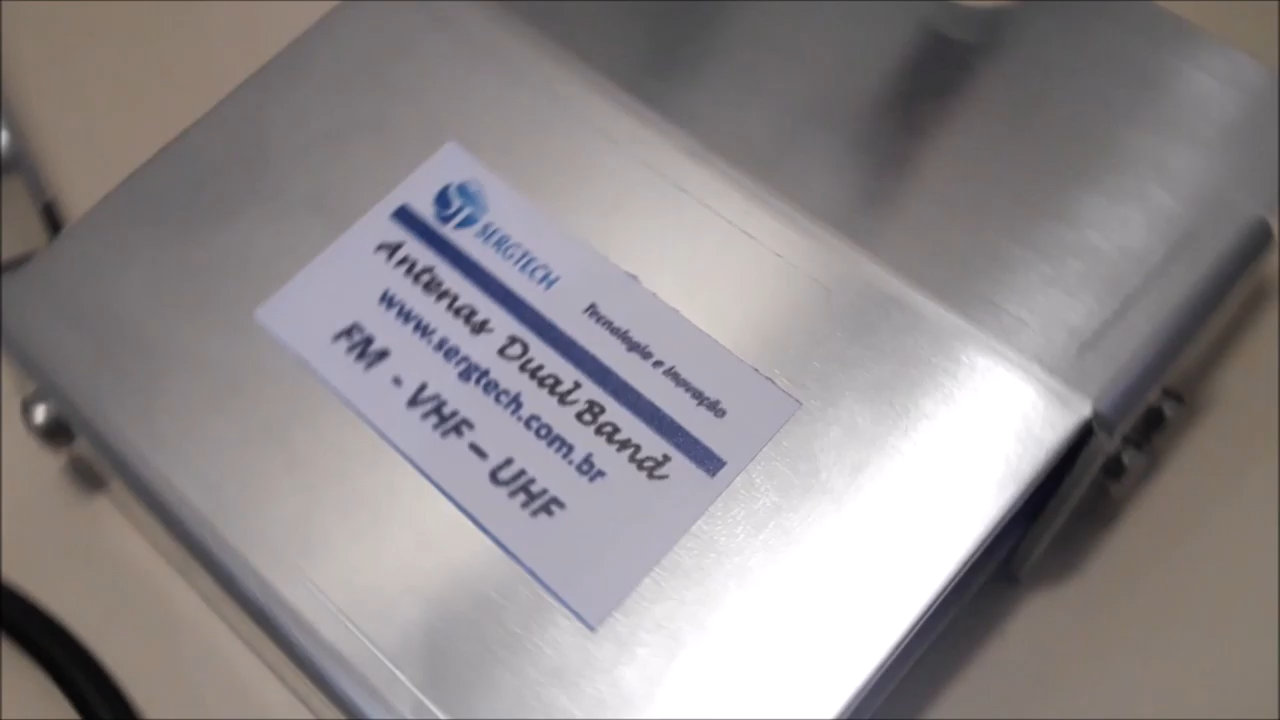 SERGTECH
Tecnologia e Inovação
Antenas Dual Band
www.sergtech.com.br
FM - VHF - UHF